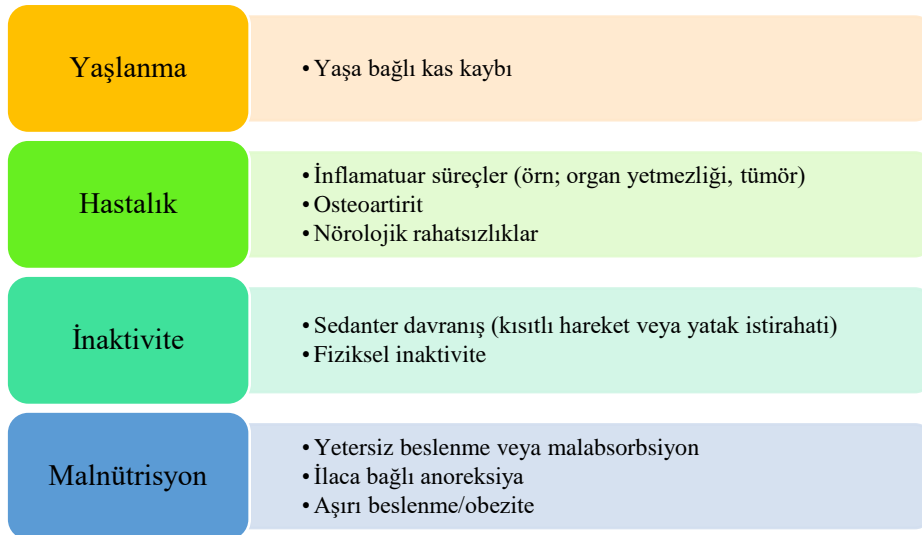 Yaşlanma
• Yaşa bağlı kas kaybı
Hastalık
• İnflamatuar süreçler (örn; organ yetmezliği, tümör)
• Osteoartirit
• Nörolojik rahatsızlıklar
İnaktivite
• Sedanter davranış (kısıtlı hareket veya yatak istirahati)
• Fiziksel inaktivite
Malnütrisyon
• Yetersiz beslenme veya malabsorbsiyon
• İlaca bağlı anoreksiya
• Aşırı beslenme/obezite